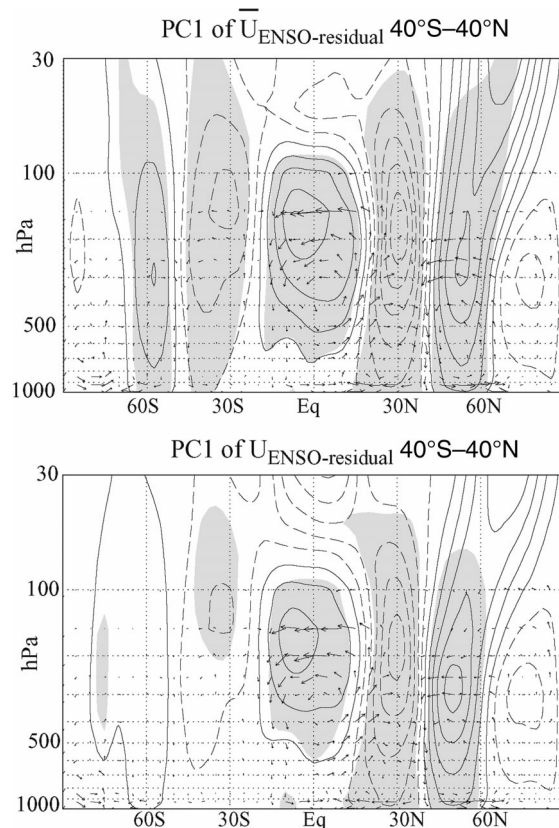 PC1 of U̅ENSO-residual 40°S–40°N
30
100
hPa
500
1000
60S 30S Eq 30N 60N
PC1 of UENSO-residual 40°S–40°N
30
100
hPa
500
1000
60S 30S Eq 30N 60N